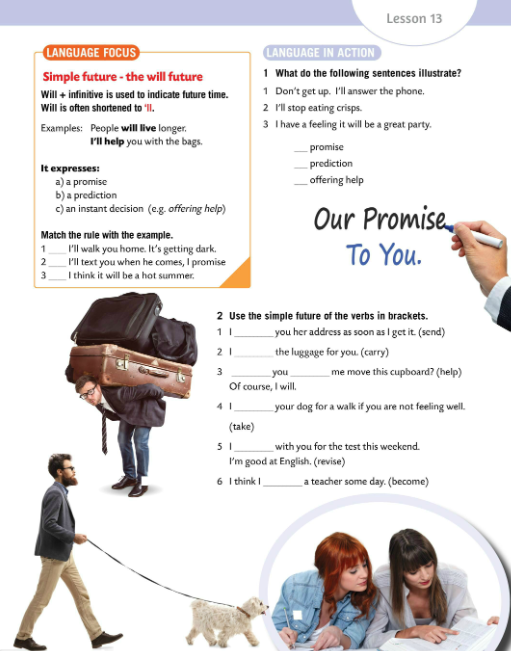 Lesson 13
LANGUAGE FOCUS
Simple future - the will future
Will + infinitive is used to indicate future time.
Will is often shortened to 'll.
Examples: People will live longer.
I'll help you with the bags.
It expresses:
a) a promise
b) a prediction
c) an instant decision (e.g. offering help)
Match the rule with the example.
1 ___ I'll walk you home. It's getting dark.
2 ___ I'll text you when he comes, I promise
3 ___ I think it will be a hot summer.
LANGUAGE IN ACTION
1 What do the following sentences illustrate?
1 Don't get up. I'll answer the phone.
2 I'll stop eating crisps.
3 I have a feeling it will be a great party.
___ promise
___ prediction
___ offering help
Our Promise
To You.
2 Use the simple future of the verbs in brackets.
1 I ________ you her address as soon as I get it. (send)
2 I ________ the luggage for you. (carry)
3 ________ you ________ me move this cupboard? (help)
Of course, I will.
4 I ________ your dog for a walk if you are not feeling well.
(take)
5 I ________ with you for the test this weekend.
I'm good at English. (revise)
6 I think I ________ a teacher some day. (become)